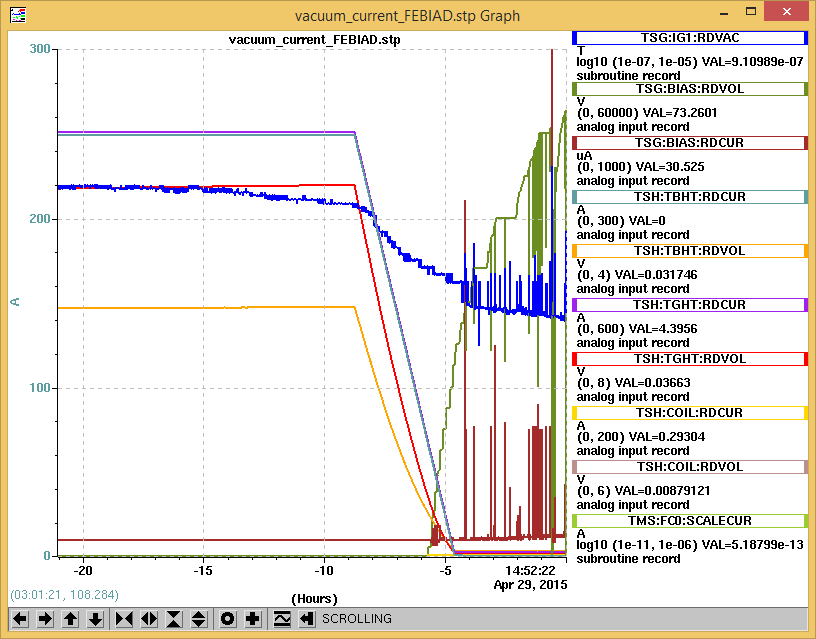 vacuum_current_FEBIAD.stp Graph
vacuum_current_FEBIAD.stp
300
200
100
0
A
-20
-15
-10
-5
14:52:22
Apr 29, 2015
(Hours)
(03:01:21, 108.284)
SCROLLING
TSG:IG1:RDVAC
T
log10 (1e-07, 1e-05) VAL=9.10989e-07
subroutine record
TSG:BIAS:RDVOL
V
(0, 60000) VAL=73.2601
analog input record
TSG:BIAS:RDCUR
uA
(0, 1000) VAL=30.525
analog input record
TSH:TBHT:RDCUR
A
(0, 300) VAL=0
analog input record
TSH:TBHT:RDVOL
V
(0, 4) VAL=0.031746
analog input record
TSH:TGHT:RDCUR
A
(0, 600) VAL=4.3956
analog input record
TSH:TGHT:RDVOL
V
(0, 8) VAL=0.03663
analog input record
TSH:COIL:RDCUR
A
(0, 200) VAL=0.29304
analog input record
TSH:COIL:RDVOL
V
(0, 6) VAL=0.00879121
analog input record
TMS:FC0:SCALECUR
A
log10 (1e-11, 1e-06) VAL=5.18799e-13
subroutine record